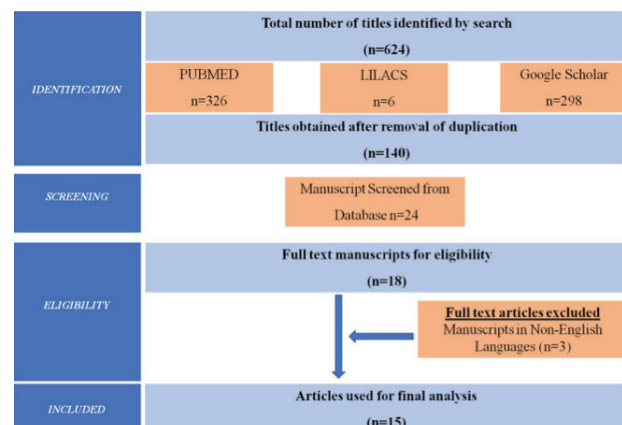 Total number of titles identified by search
(n=624)
IDENTIFICATION
PUBMED
n=326
LILACS
n=6
Google Scholar
n=298
Titles obtained after removal of duplication
(n=140)
SCREENING
Manuscript Screened from
Database n=24
Full text manuscripts for eligibility
(n=18)
ELIGIBILITY
Full text articles excluded
Manuscripts in Non-English
Languages (n=3)
Articles used for final analysis
(n=15)
INCLUDED